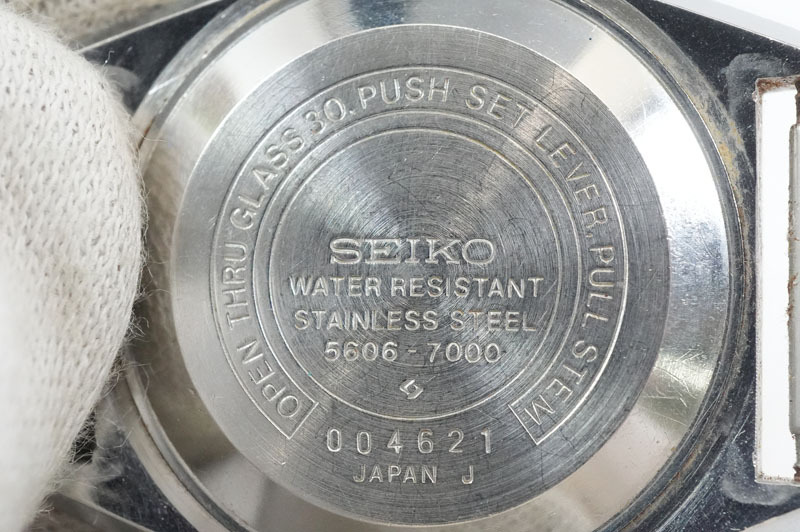 OPEN THRU GLASS 30. PUSH SET LEVER, PULL STEM
SEIKO
WATER RESISTANT
STAINLESS STEEL
5606-7000
004621
JAPAN J